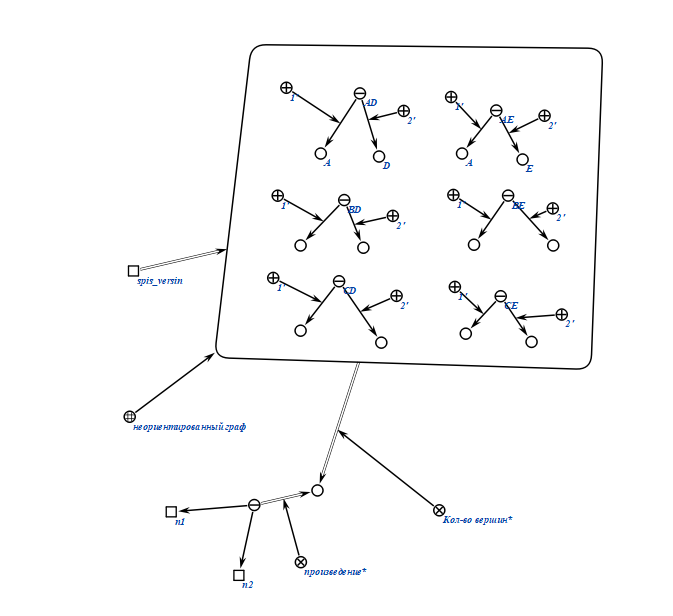 1' AD 2'
A D
1' AE 2'
A E
1' BD 2'
1' BE 2'
1' CD 2'
1' CE 2'
spis_versin
неориентированный граф
n1
n2
Кол-во вершин*
произведение*